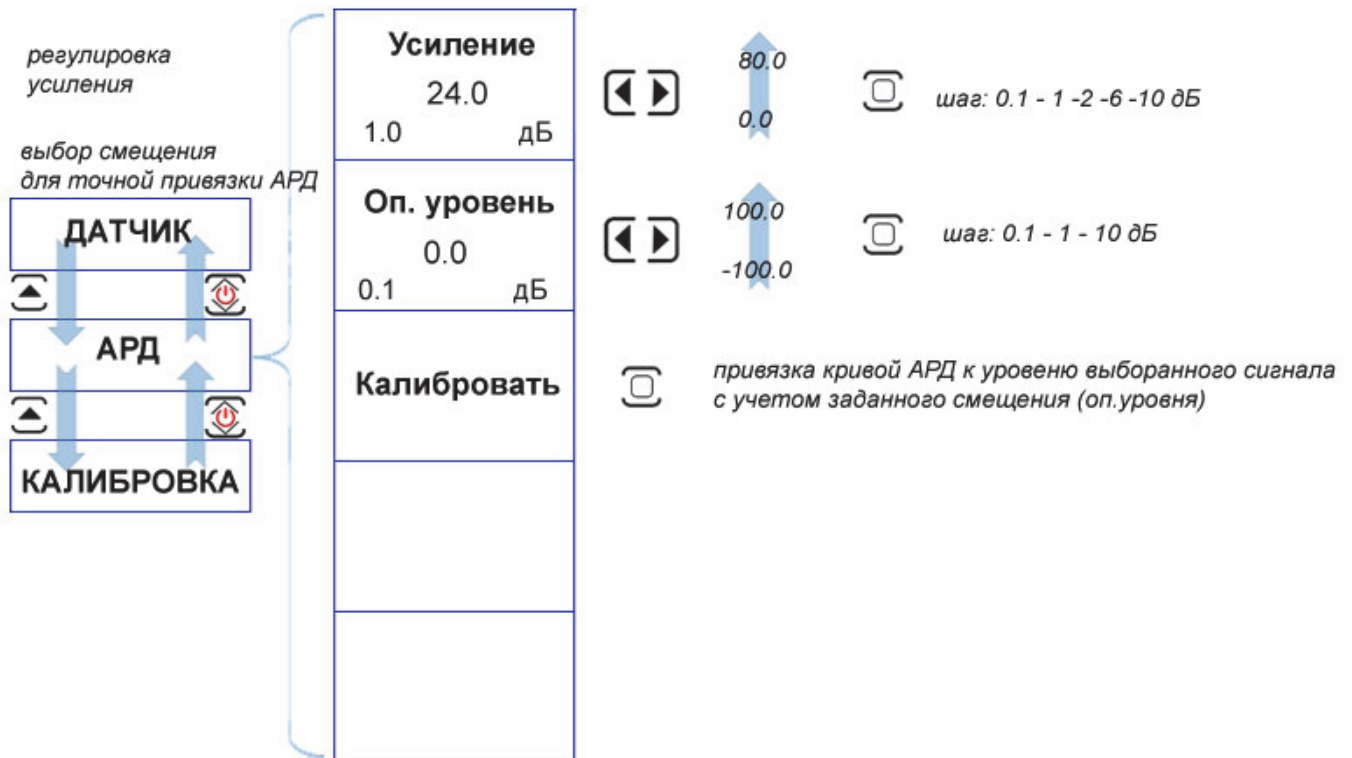 регулировка
усиления
выбор смещения
для точной привязки АРД
ДАТЧИК
АРД
КАЛИБРОВКА
Усиление
24.0
1.0 дБ
80.0
0.0
шаг: 0.1 - 1 -2 -6 -10 дБ
Оп. уровень
0.0
0.1 дБ
100.0
-100.0
шаг: 0.1 - 1 - 10 дБ
Калибровать
привязка кривой АРД к уровеню выборанного сигнала
с учетом заданного смещения (оп.уровня)